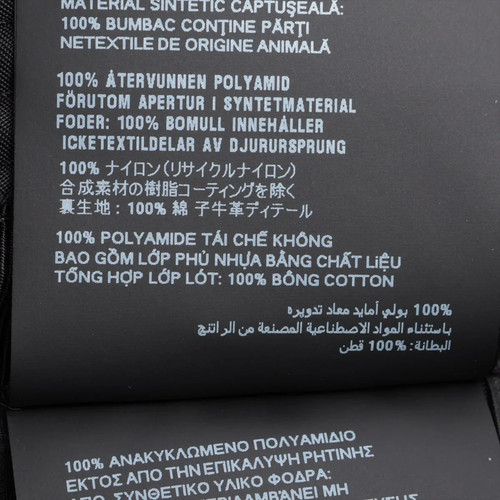 MATERIAL SINTETIC CAPTUŞEALĂ:
100% BUMBAC CONŢINE PĂRŢI
NETEXTILE DE ORIGINE ANIMALĂ
100% ÅTERVUNNEN POLYAMID
FÖRUTOM APERTUR I SYNTETMATERIAL
FODER: 100% BOMULL INNEHÅLLER
ICKETEXTILDELAR AV DJURURSPRUNG
100% ナイロン(リサイクルナイロン)
合成素材の樹脂コーティングを除く
裏生地 : 100% 綿 子牛革ディテール
100% POLYAMIDE TÁI CHẾ KHÔNG
BAO GỒM LỚP PHỦ NHỰA BẰNG CHẤT LIỆU
TỔNG HỢP LỚP LÓT: 100% BÔNG COTTON
100% بولي أمايد معاد تدويره
باستثناء المواد الاصطناعية المصنعة من الراتنج
البطانة: 100% قطن
100% ΑΝΑΚΥΚΛΩΜΕΝΟ ΠΟΛΥΑΜΙΔΙΟ
ΕΚΤΟΣ ΑΠΟ ΤΗΝ ΕΠΙΚΑΛΥΨΗ ΡΗΤΙΝΗΣ
ΑΠΟ ΣΥΝΘΕΤΙΚΟ ΥΛΙΚΟ ΦΟΔΡΑ:
ΜΗ